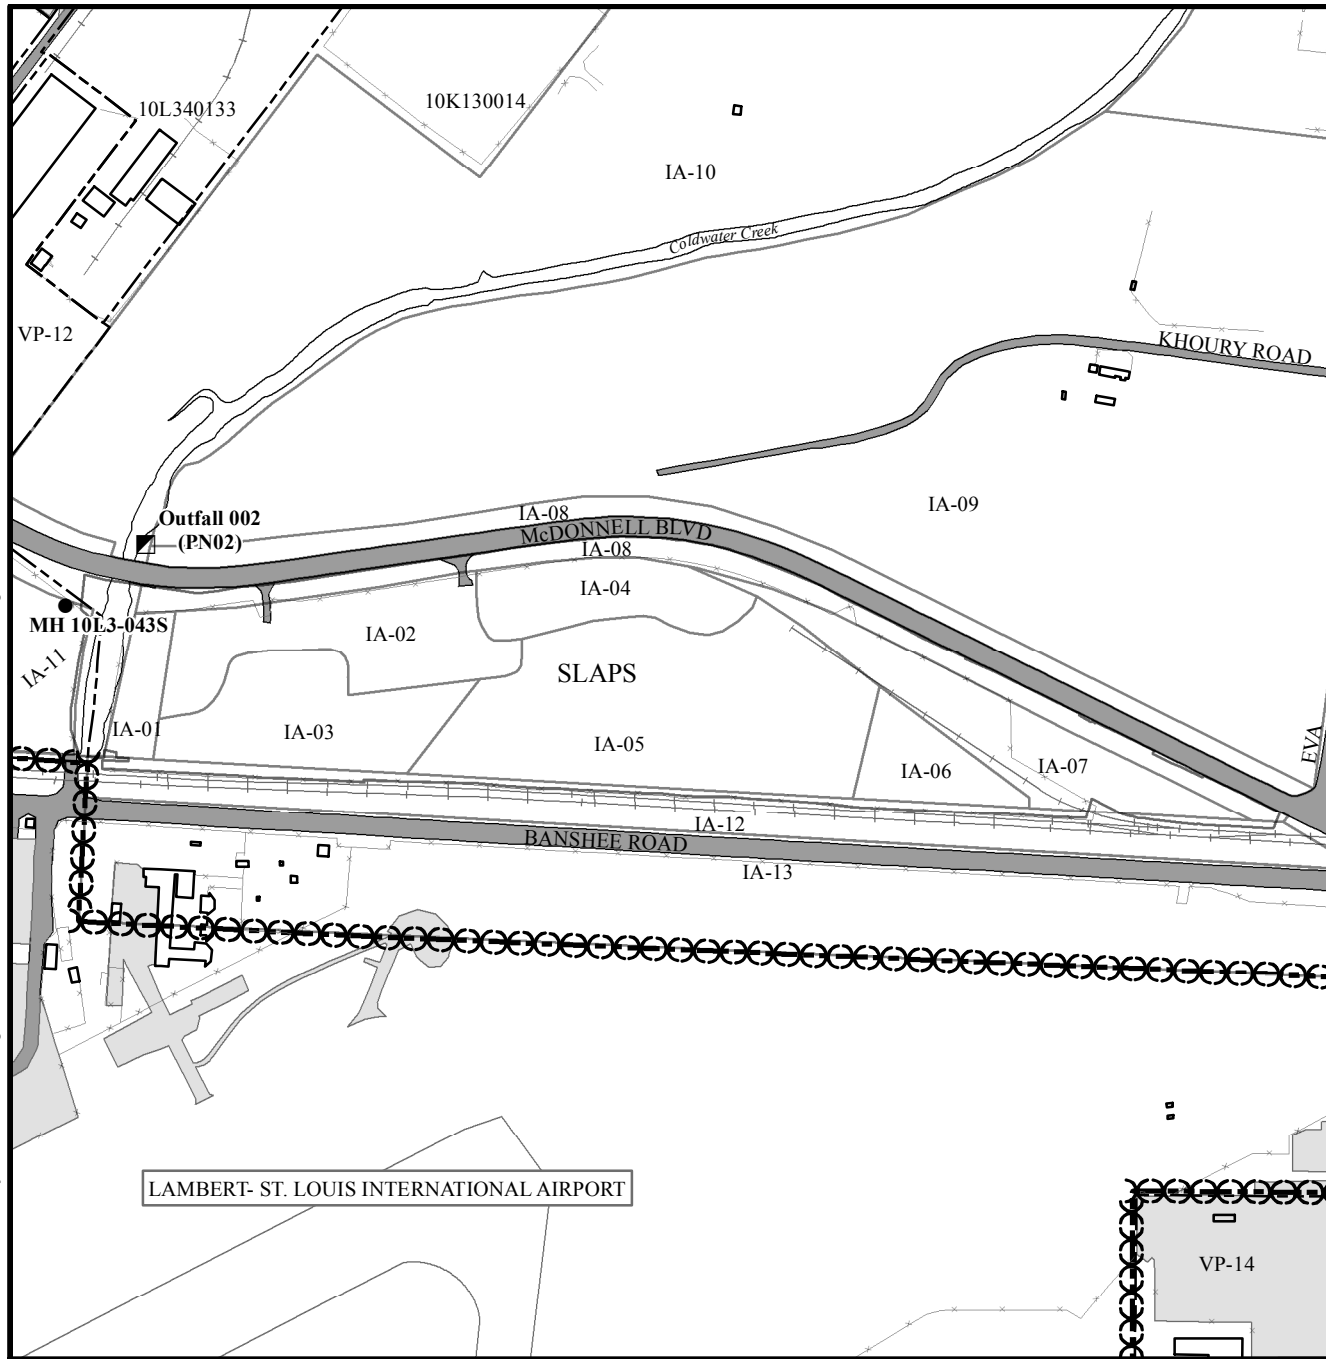 10L340133
10K130014
IA-10
Coldwater Creek
VP-12
KHOURY ROAD
IA-09
Outfall 002
(PN02)
IA-08
McDONNELL BLVD
IA-08
IA-04
MH 10L3-043S
IA-02
IA-11
SLAPS
IA-01
IA-03
IA-05
IA-06
IA-07
EVA
IA-12
BANSHEE ROAD
IA-13
LAMBERT- ST. LOUIS INTERNATIONAL AIRPORT
VP-14